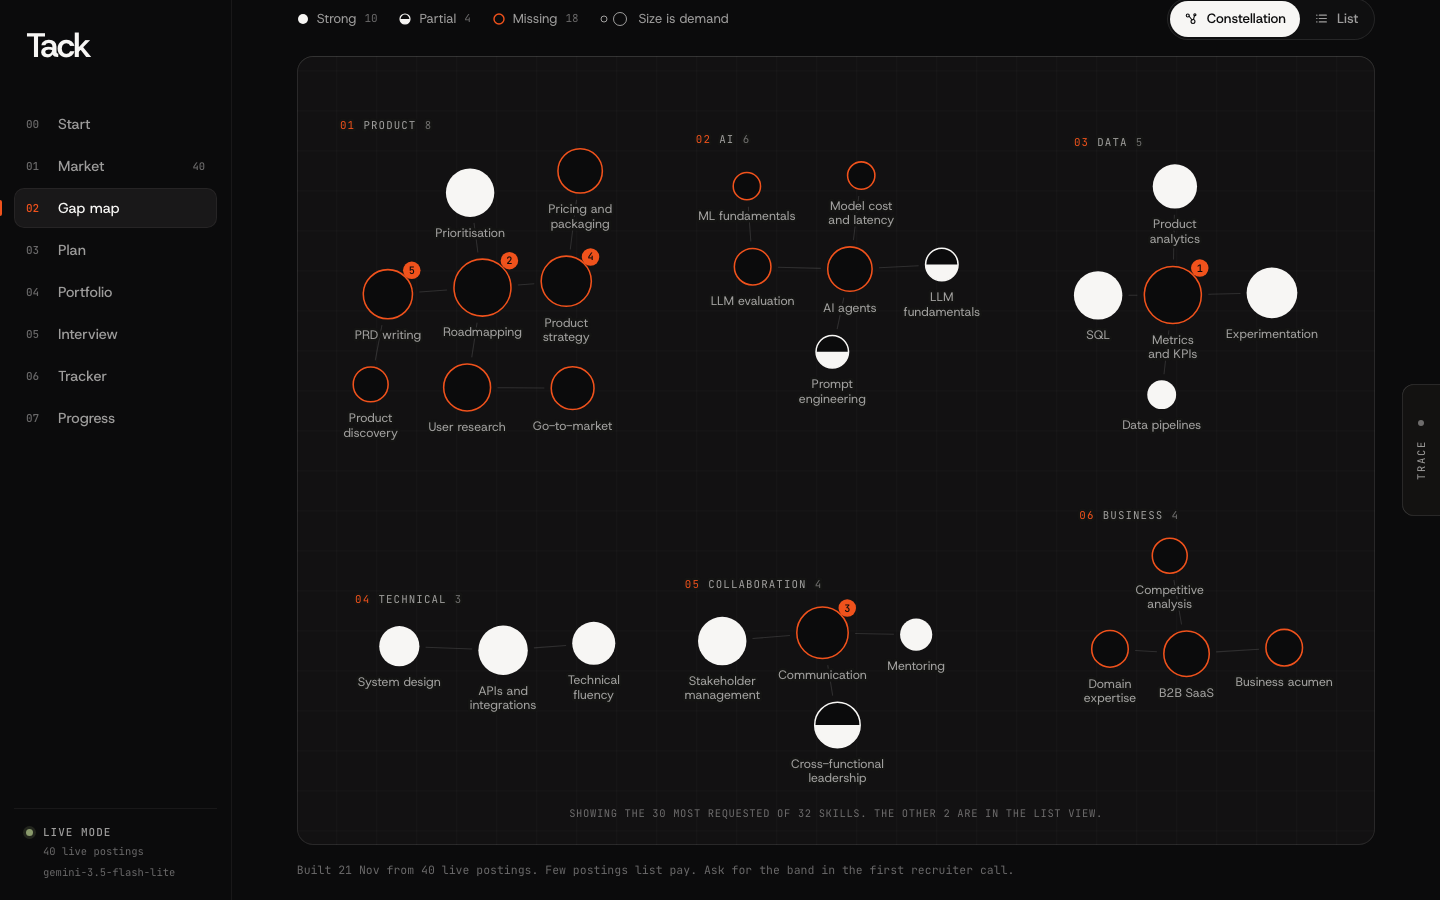 Tack
00 Start
01 Market 40
02 Gap map
03 Plan
04 Portfolio
05 Interview
06 Tracker
07 Progress
LIVE MODE
40 live postings
gemini-3.5-flash-lite
Strong 10
Partial 4
Missing 18
Size is demand
Constellation
List
01 PRODUCT 8
Prioritisation
Pricing and
packaging
5
PRD writing
2
Roadmapping
4
Product
strategy
Product
discovery
User research
Go-to-market
02 AI 6
ML fundamentals
Model cost
and latency
LLM evaluation
AI agents
LLM
fundamentals
Prompt
engineering
03 DATA 5
Product
analytics
SQL
1
Metrics
and KPIs
Experimentation
Data pipelines
04 TECHNICAL 3
System design
APIs and
integrations
Technical
fluency
05 COLLABORATION 4
Stakeholder
management
3
Communication
Mentoring
Cross-functional
leadership
06 BUSINESS 4
Competitive
analysis
Domain
expertise
B2B SaaS
Business acumen
SHOWING THE 30 MOST REQUESTED OF 32 SKILLS. THE OTHER 2 ARE IN THE LIST VIEW.
Built 21 Nov from 40 live postings. Few postings list pay. Ask for the band in the first recruiter call.
TRACE